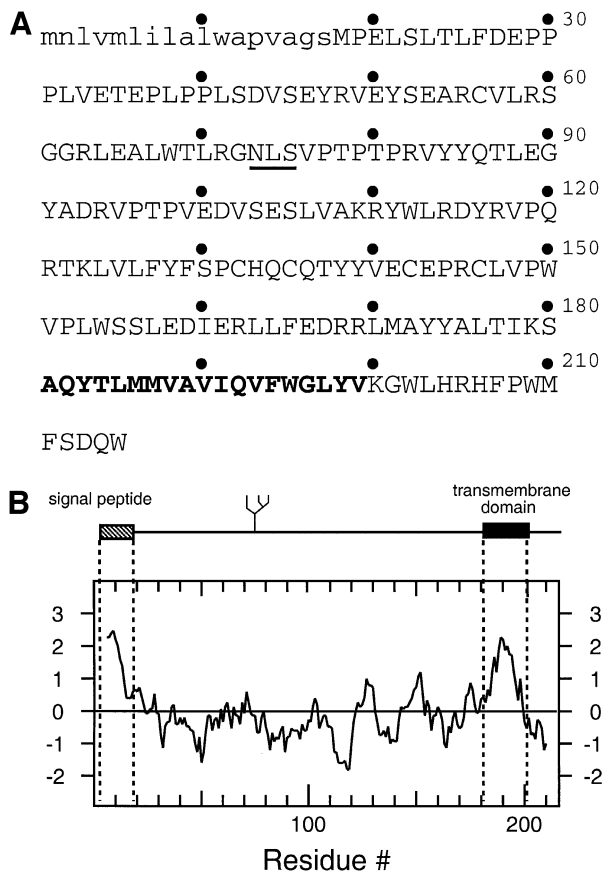 A
mnlvmlilalwapvagsMPELSLTLFDEPP 30
PLVETEPLPPLSDVSEYRVEYSEARCVLRS 60
GGRLEALWTLRGNLSVPTPTPRVYYQTLEG 90
YADRVPTPVEDVSESLVAKRYWLRDYRVPQ 120
RTKLVLFYFSPCHQCQTYYVECEPRCLVPW 150
VPLWSSLEDIERLLFEDRRLMAYYALTIKS 180
AQYTLMMVAVIQVFWGLYVKGWLHRHFPWM 210
FSDQW
B
signal peptide
transmembrane
domain
3 3
2 2
1 1
0 0
-1 -1
-2 -2
100 200
Residue #